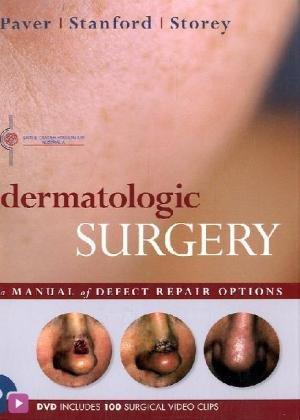 Paver | Stanford | Storey
dermatologic
SURGERY
a MANUAL of DEFECT REPAIR OPTIONS
DVD INCLUDES 100 SURGICAL VIDEO CLIPS